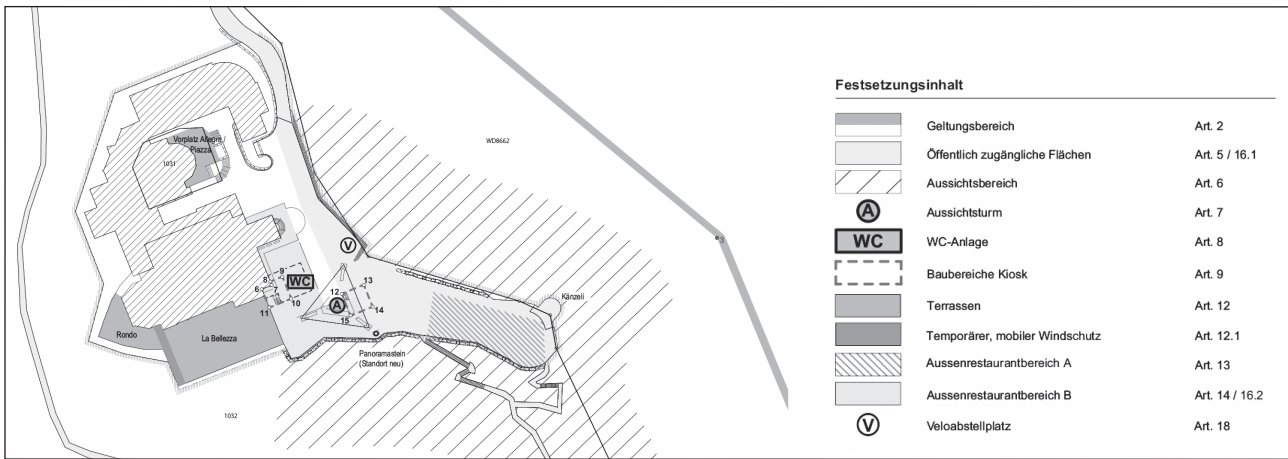 Vorplatz Allegra /
Piazza
1031
WD8662
3
V
9
WC
8
6
7
10
11
13
12
A
14
15
Känzeli
Rondo
La Bellezza
Panoramastein
(Standort neu)
1032
Festsetzungsinhalt
Geltungsbereich Art. 2
Öffentlich zugängliche Flächen Art. 5 / 16.1
Aussichtsbereich Art. 6
A Aussichtsturm Art. 7
WC WC-Anlage Art. 8
Baubereiche Kiosk Art. 9
Terrassen Art. 12
Temporärer, mobiler Windschutz Art. 12.1
Aussenrestaurantbereich A Art. 13
Aussenrestaurantbereich B Art. 14 / 16.2
V Veloabstellplatz Art. 18